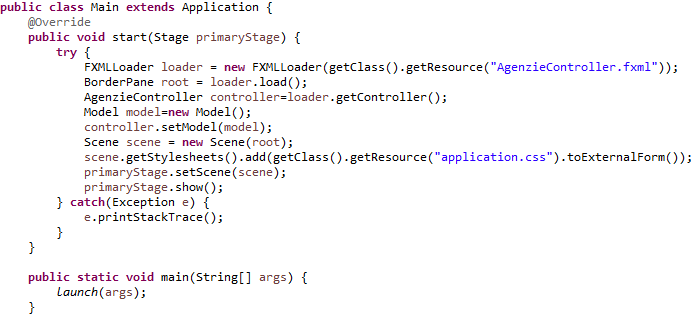 public class Main extends Application {
    @Override
    public void start(Stage primaryStage) {
        try {
            FXMLLoader loader = new FXMLLoader(getClass().getResource("AgenzieController.fxml"));
            BorderPane root = loader.load();
            AgenzieController controller=loader.getController();
            Model model=new Model();
            controller.setModel(model);
            Scene scene = new Scene(root);
            scene.getStylesheets().add(getClass().getResource("application.css").toExternalForm());
            primaryStage.setScene(scene);
            primaryStage.show();
        } catch(Exception e) {
            e.printStackTrace();
        }
    }

    public static void main(String[] args) {
        launch(args);
    }